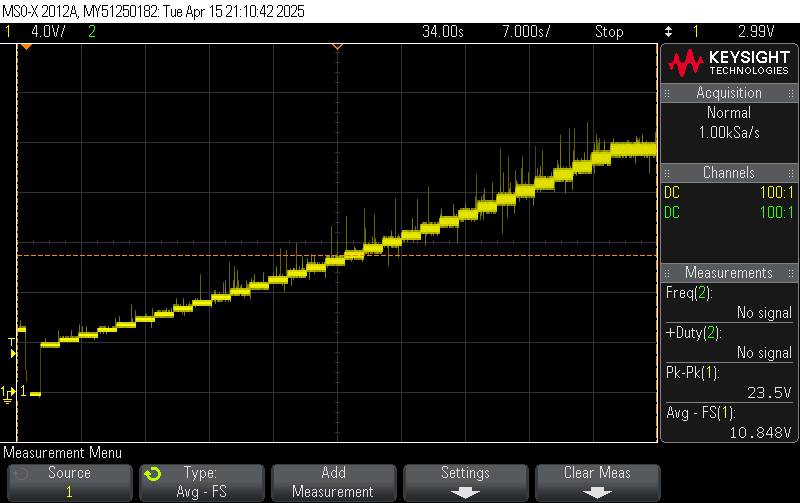 MSO-X 2012A, MY51250182: Tue Apr 15 21:10:42 2025
1 4.0V/ 2 34.00s 7.000s/ Stop 1 2.99V
KEYSIGHT
TECHNOLOGIES
Acquisition
Normal
1.00kSa/s
Channels
DC 100:1
DC 100:1
Measurements
Freq(2):
No signal
+Duty(2):
No signal
Pk-Pk(1):
23.5V
Avg - FS(1):
10.848V
T
1 1
Measurement Menu
Source
1
Type:
Avg - FS
Add
Measurement
Settings
Clear Meas